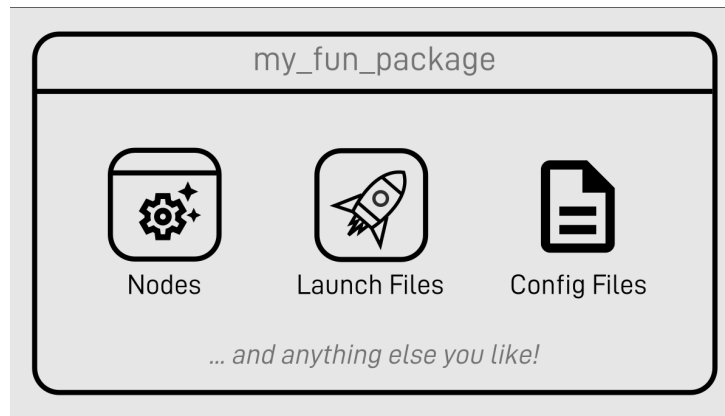 my_fun_package
Nodes
Launch Files
Config Files
... and anything else you like!